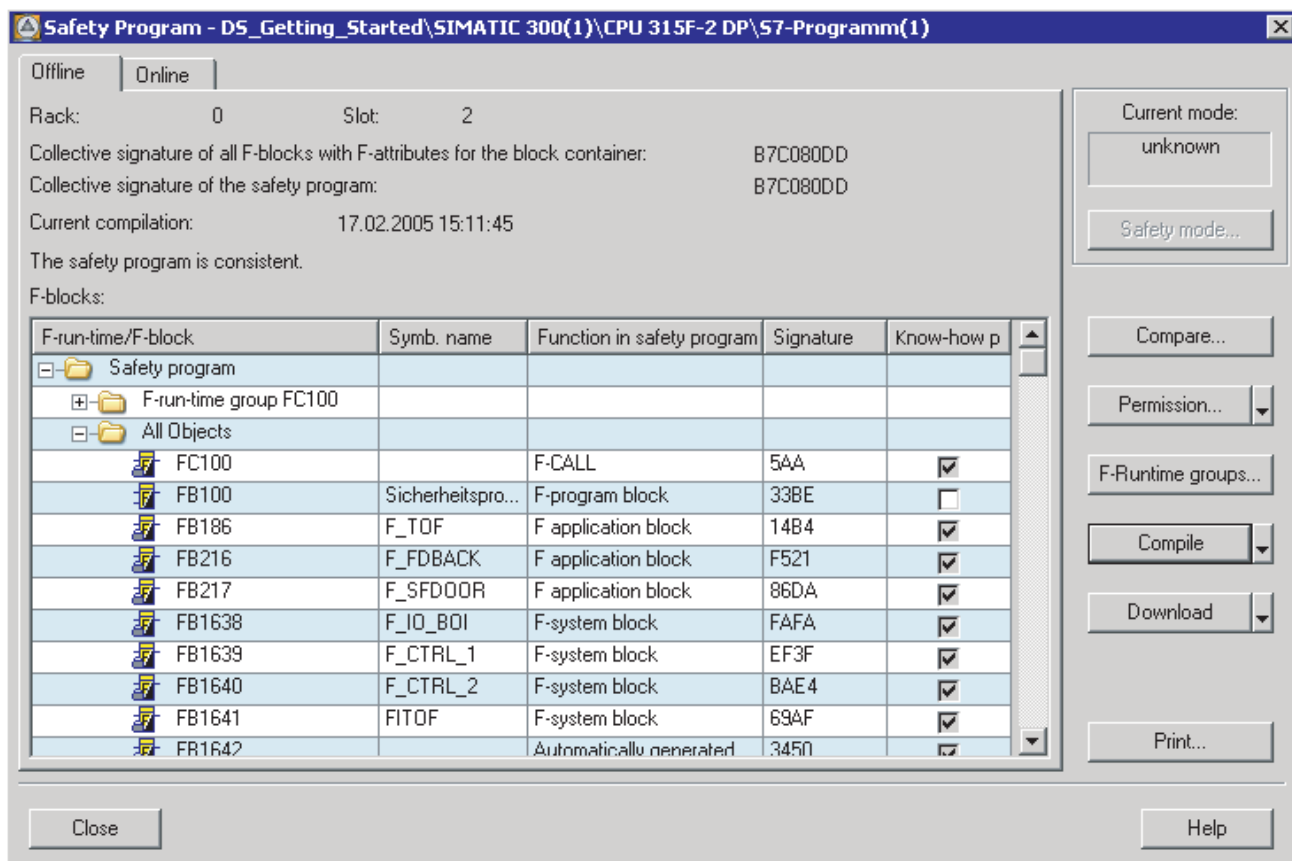 Safety Program - DS_Getting_Started\SIMATIC 300(1)\CPU 315F-2 DP\S7-Programm(1)
Offline Online
Rack: 0 Slot: 2
Collective signature of all F-blocks with F-attributes for the block container: B7C080DD
Collective signature of the safety program: B7C080DD
Current compilation: 17.02.2005 15:11:45
The safety program is consistent.
F-blocks:
F-run-time/F-block Symb. name Function in safety program Signature Know-how p
Safety program
F-run-time group FC100
All Objects
FC100 F-CALL 5AA
FB100 Sicherheitspro... F-program block 33BE
FB186 F_TOF F application block 14B4
FB216 F_FDBACK F application block F521
FB217 F_SFDOOR F application block 86DA
FB1638 F_IO_BOI F-system block FAFA
FB1639 F_CTRL_1 F-system block EF3F
FB1640 F_CTRL_2 F-system block BAE4
FB1641 FITOF F-system block 69AF
FB1642 Automatically generated 3450
Current mode:
unknown
Safety mode...
Compare...
Permission...
F-Runtime groups...
Compile
Download
Print...
Close
Help